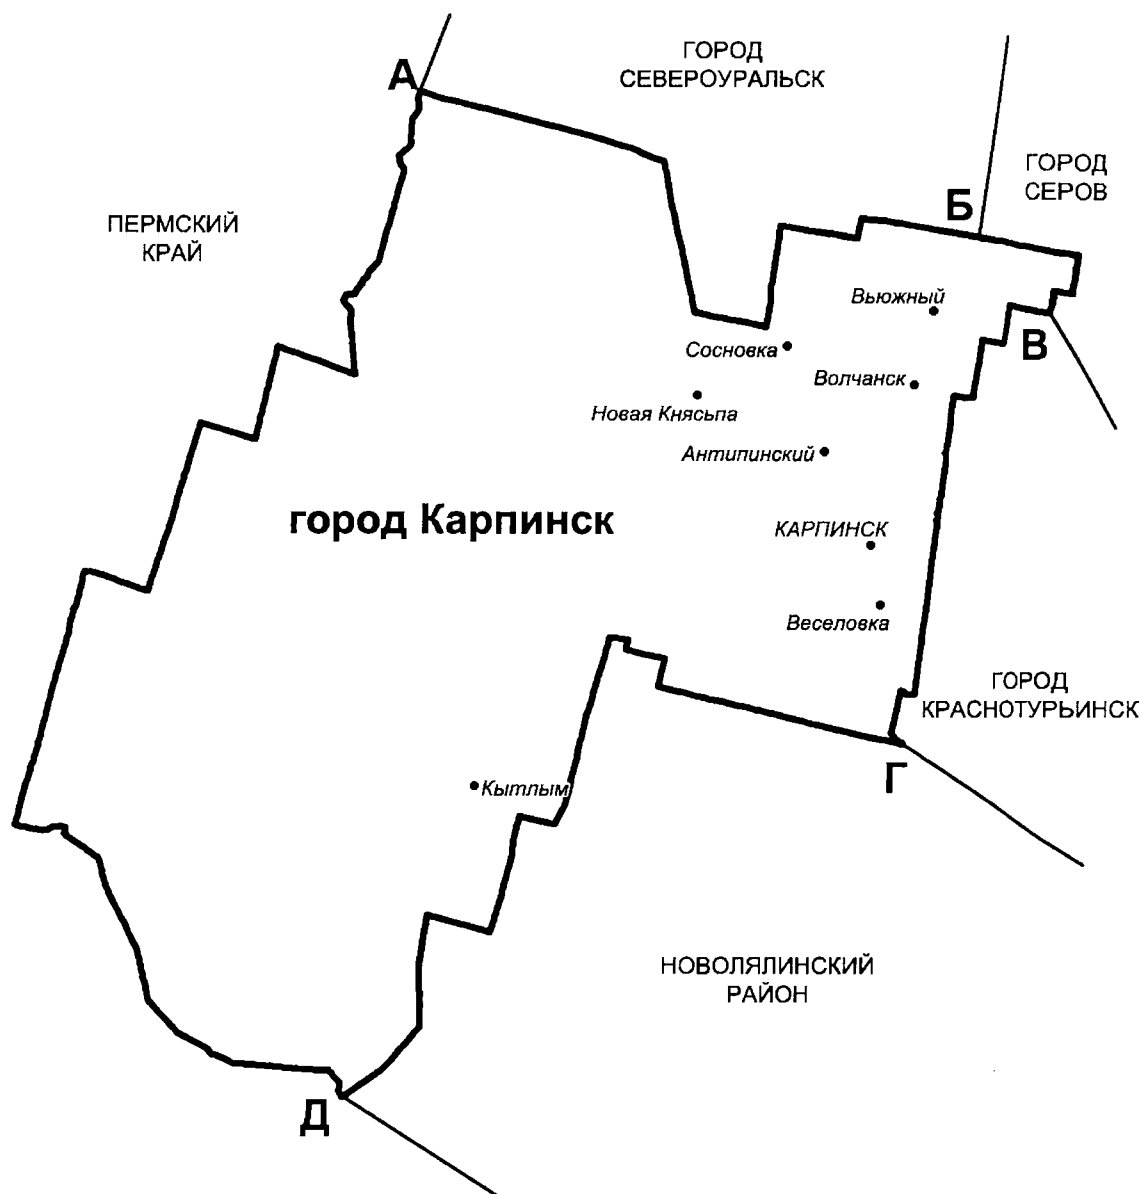 ГОРОД
СЕВЕРОУРАЛЬСК
А
ГОРОД
СЕРОВ
Б
ПЕРМСКИЙ
КРАЙ
Вьюжный
В
Сосновка
Волчанск
Новая Княсьпа
Антипинский
город Карпинск
КАРПИНСК
Веселовка
ГОРОД
КРАСНОТУРЬИНСК
Г
Кытлым
НОВОЛЯЛИНСКИЙ
РАЙОН
Д